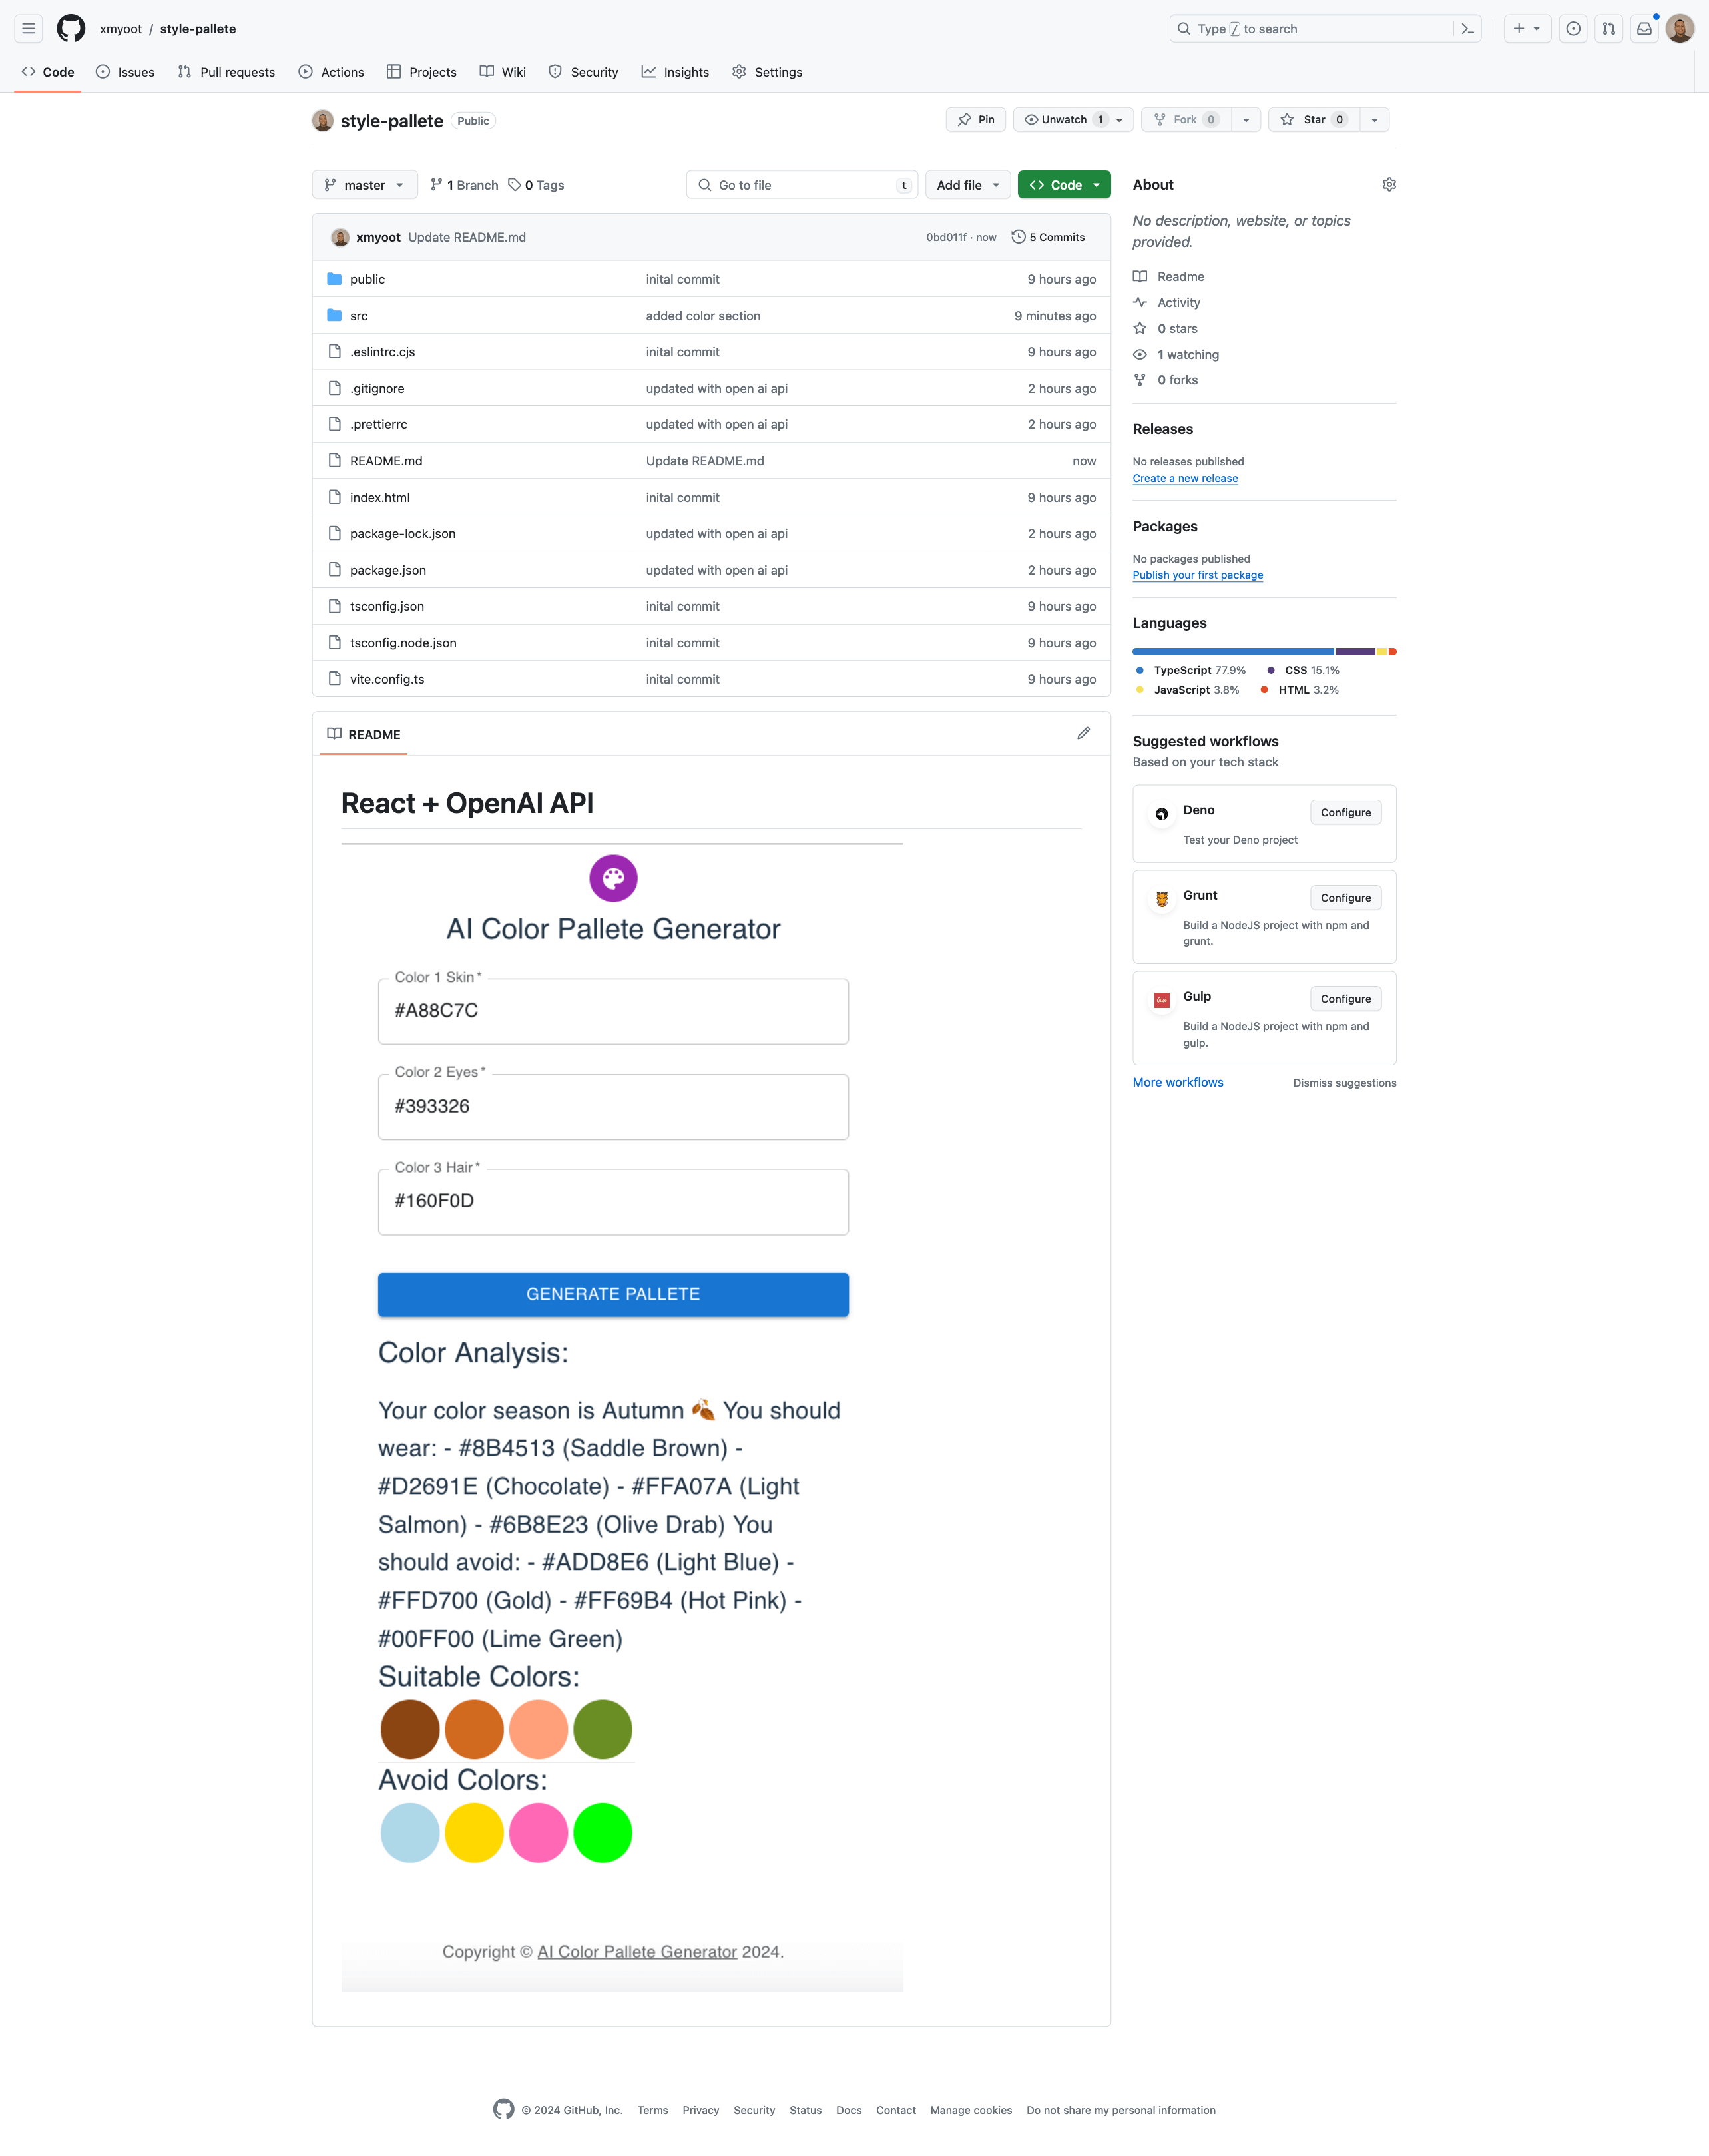 xmyoot / style-pallete
Type / to search
Code Issues Pull requests Actions Projects Wiki Security Insights Settings
style-pallete Public
Pin Unwatch 1 Fork 0 Star 0
master 1 Branch 0 Tags
Go to file t Add file Code
xmyoot Update README.md 0bd011f · now 5 Commits
public inital commit 9 hours ago
src added color section 9 minutes ago
.eslintrc.cjs inital commit 9 hours ago
.gitignore updated with open ai api 2 hours ago
.prettierrc updated with open ai api 2 hours ago
README.md Update README.md now
index.html inital commit 9 hours ago
package-lock.json updated with open ai api 2 hours ago
package.json updated with open ai api 2 hours ago
tsconfig.json inital commit 9 hours ago
tsconfig.node.json inital commit 9 hours ago
vite.config.ts inital commit 9 hours ago
README
React + OpenAI API
AI Color Pallete Generator
Color 1 Skin *
#A88C7C
Color 2 Eyes *
#393326
Color 3 Hair *
#160F0D
GENERATE PALLETE
Color Analysis:
Your color season is Autumn 🍂 You should
wear: - #8B4513 (Saddle Brown) -
#D2691E (Chocolate) - #FFA07A (Light
Salmon) - #6B8E23 (Olive Drab) You
should avoid: - #ADD8E6 (Light Blue) -
#FFD700 (Gold) - #FF69B4 (Hot Pink) -
#00FF00 (Lime Green)
Suitable Colors:
Avoid Colors:
Copyright © AI Color Pallete Generator 2024.
About
No description, website, or topics
provided.
Readme
Activity
0 stars
1 watching
0 forks
Releases
No releases published
Create a new release
Packages
No packages published
Publish your first package
Languages
TypeScript 77.9% CSS 15.1%
JavaScript 3.8% HTML 3.2%
Suggested workflows
Based on your tech stack
Deno Configure
Test your Deno project
Grunt Configure
Build a NodeJS project with npm and
grunt.
Gulp Configure
Build a NodeJS project with npm and
gulp.
More workflows Dismiss suggestions
© 2024 GitHub, Inc. Terms Privacy Security Status Docs Contact Manage cookies Do not share my personal information